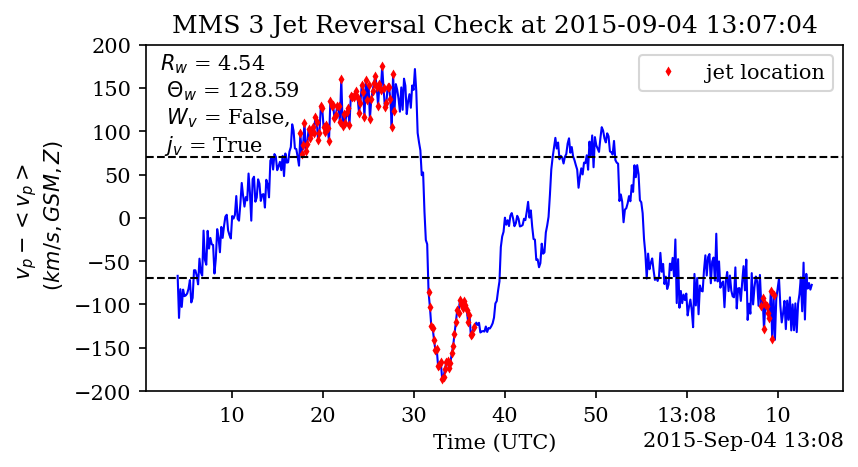 MMS 3 Jet Reversal Check at 2015-09-04 13:07:04
R_w = 4.54
Θ_w = 128.59
W_v = False,
j_v = True
jet location
v_p − < v_p >
(km/s, GSM, Z)
200
150
100
50
0
−50
−100
−150
−200
10 20 30 40 50 13:08 10
Time (UTC)
2015-Sep-04 13:08